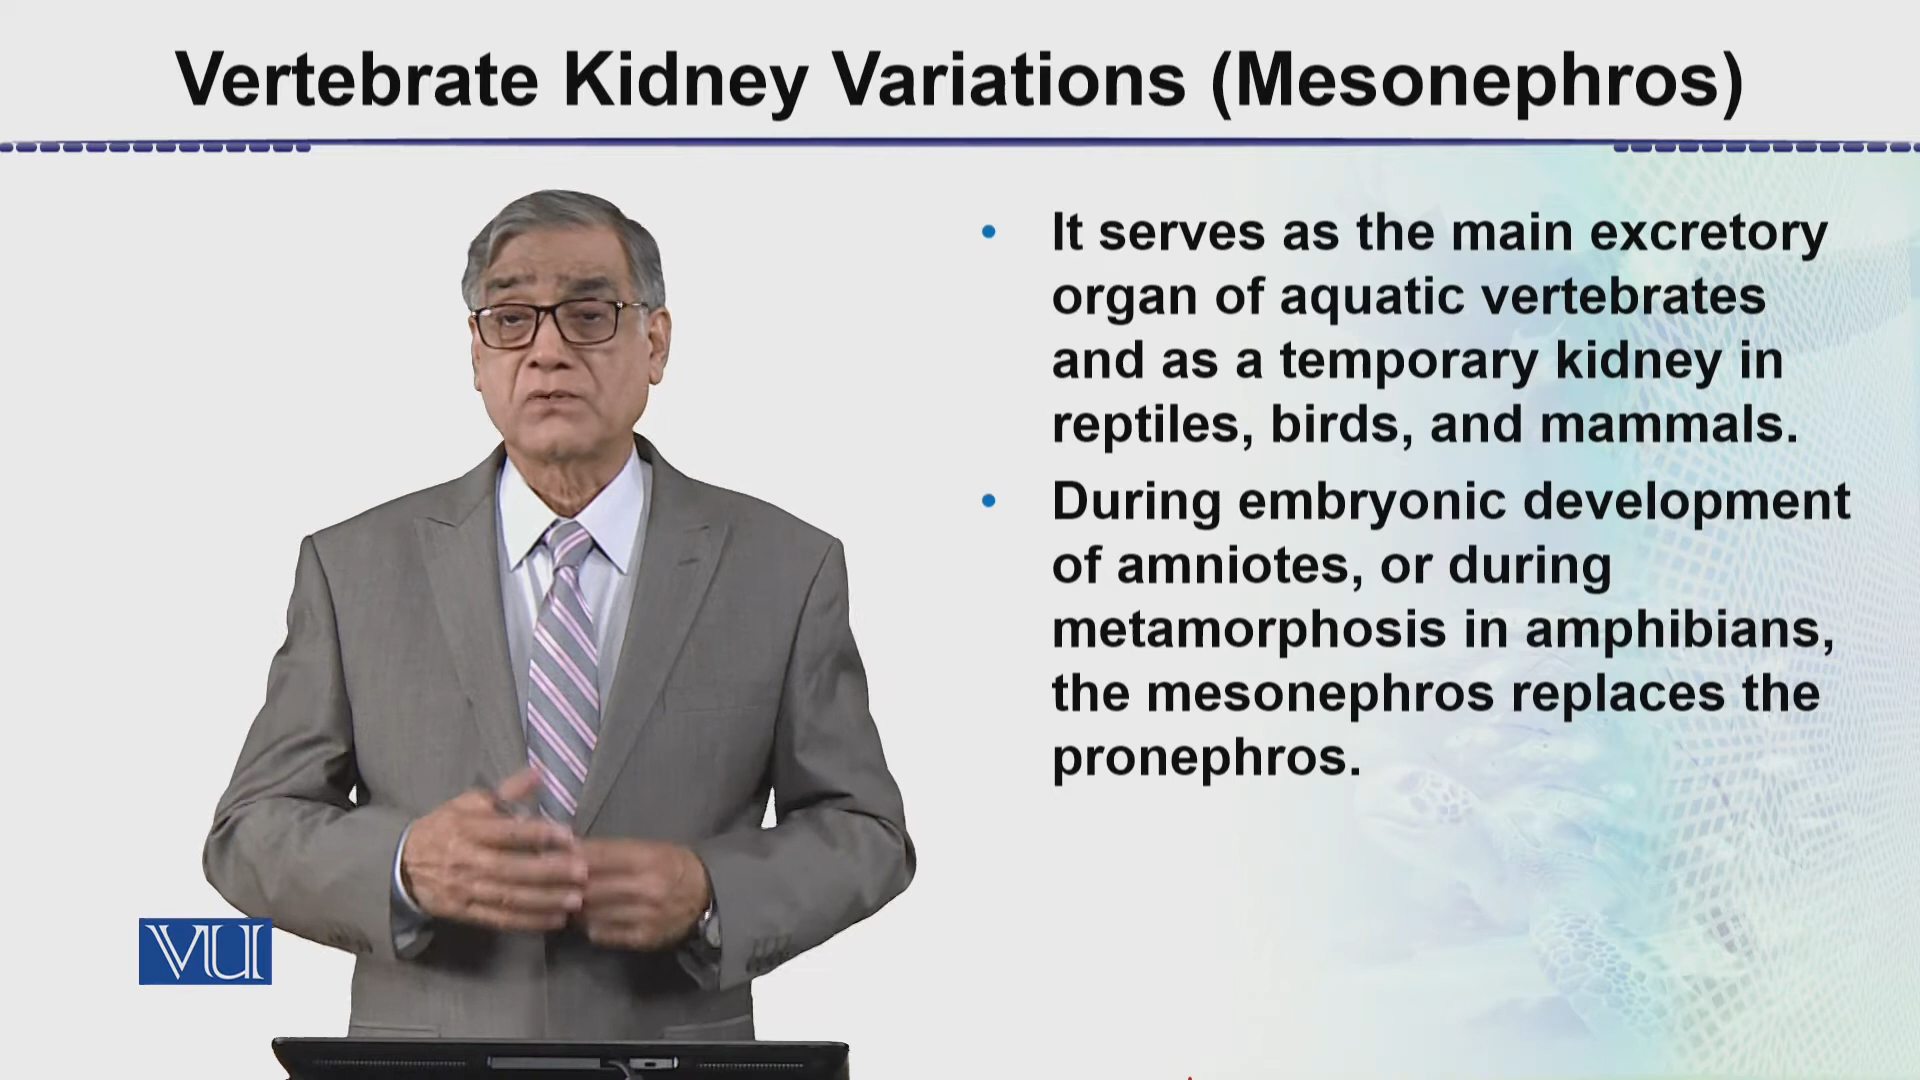 Vertebrate Kidney Variations (Mesonephros)
• It serves as the main excretory
organ of aquatic vertebrates
and as a temporary kidney in
reptiles, birds, and mammals.
• During embryonic development
of amniotes, or during
metamorphosis in amphibians,
the mesonephros replaces the
pronephros.
VU